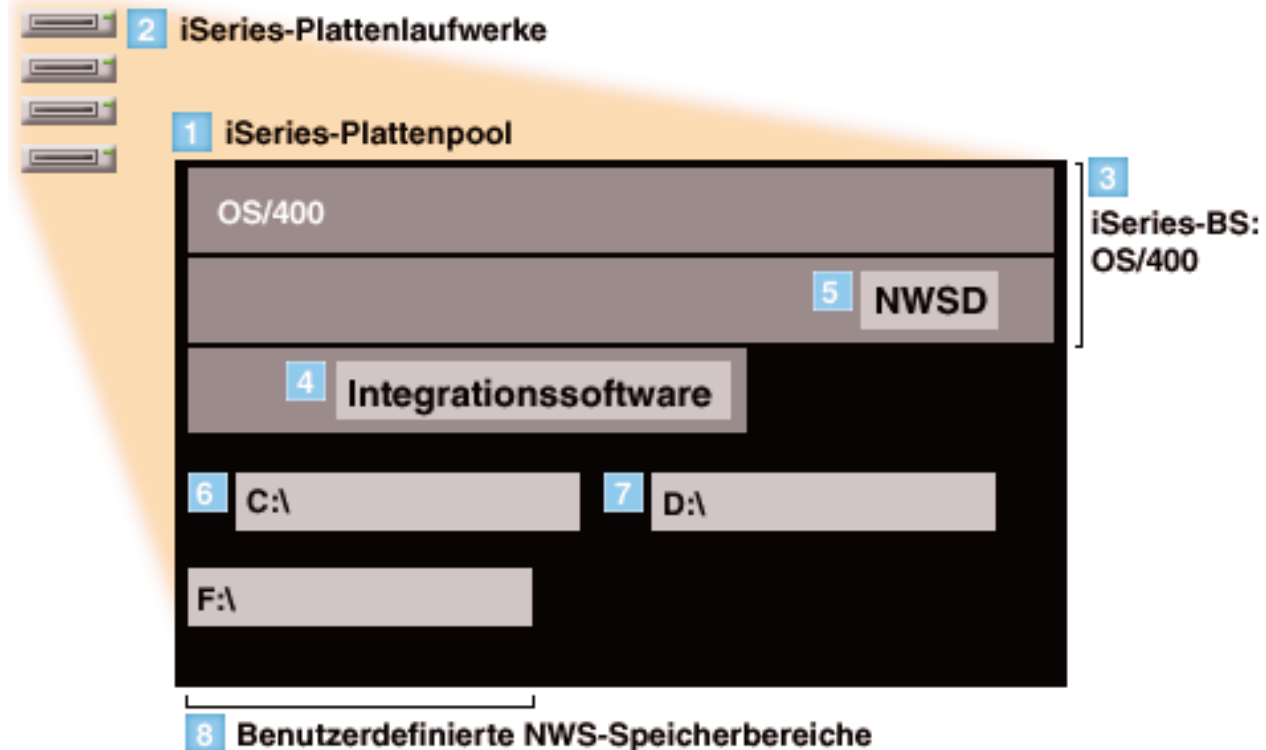 2 iSeries-Plattenlaufwerke
1 iSeries-Plattenpool
OS/400
3
iSeries-BS:
OS/400
5 NWSD
4 Integrationssoftware
6 C:\ 7 D:\
F:\
8 Benutzerdefinierte NWS-Speicherbereiche